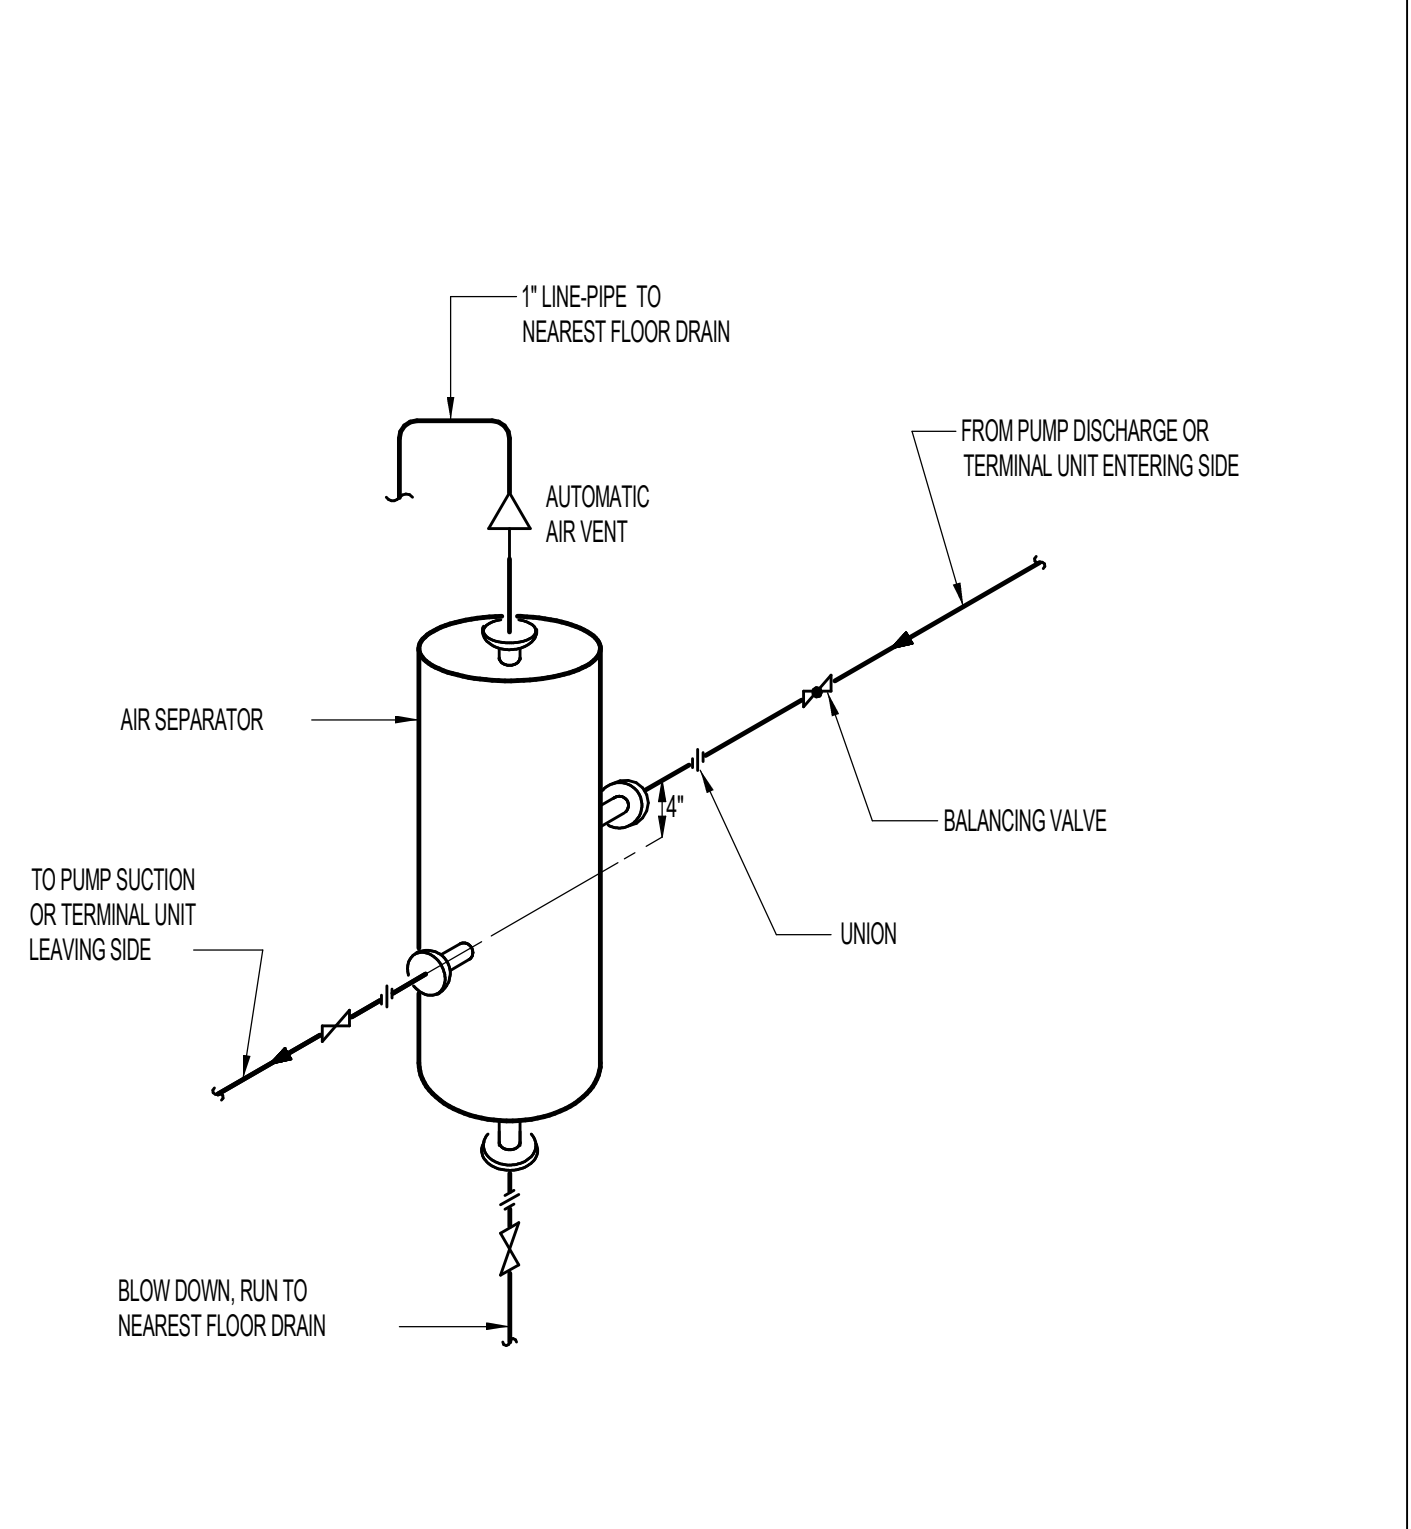 1" LINE-PIPE TO
NEAREST FLOOR DRAIN
FROM PUMP DISCHARGE OR
TERMINAL UNIT ENTERING SIDE
AUTOMATIC
AIR VENT
AIR SEPARATOR
4"
BALANCING VALVE
TO PUMP SUCTION
OR TERMINAL UNIT
LEAVING SIDE
UNION
BLOW DOWN, RUN TO
NEAREST FLOOR DRAIN